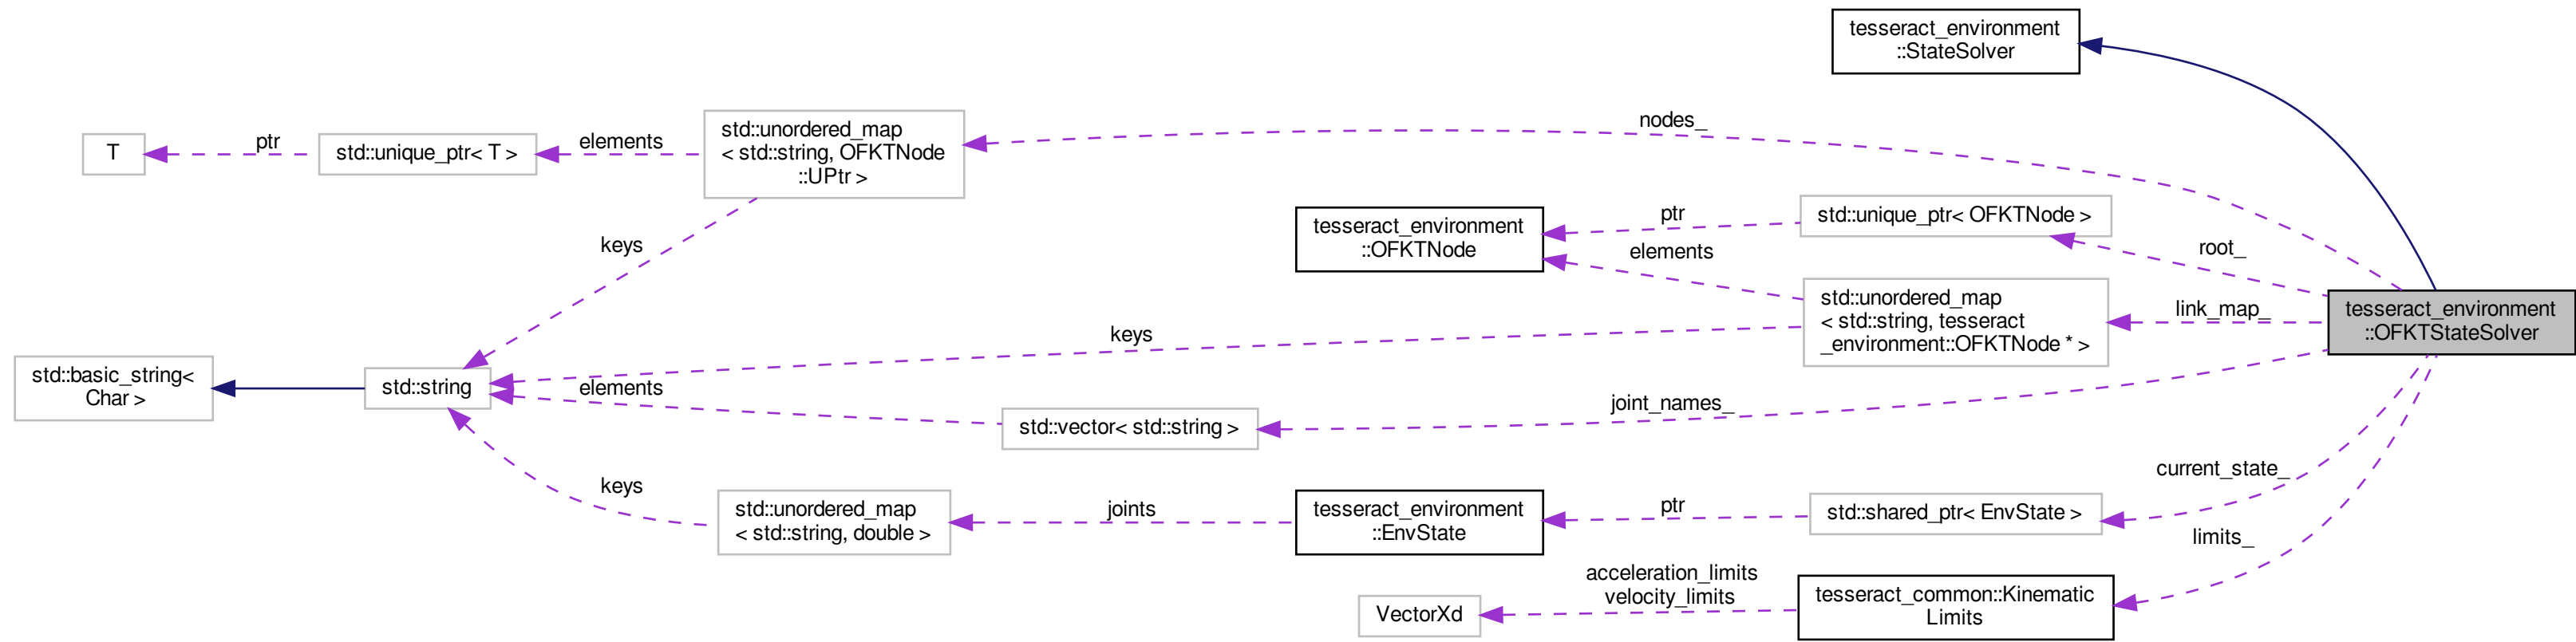 tesseract_environment
::StateSolver
nodes_
T
ptr
std::unique_ptr< T >
elements
std::unordered_map
< std::string, OFKTNode
::UPtr >
keys
tesseract_environment
::OFKTNode
ptr
elements
std::unique_ptr< OFKTNode >
root_
std::unordered_map
< std::string, tesseract
_environment::OFKTNode * >
link_map_
tesseract_environment
::OFKTStateSolver
keys
std::basic_string<
Char >
std::string
elements
std::vector< std::string >
joint_names_
keys
std::unordered_map
< std::string, double >
joints
tesseract_environment
::EnvState
ptr
std::shared_ptr< EnvState >
current_state_
limits_
VectorXd
acceleration_limits
velocity_limits
tesseract_common::Kinematic
Limits